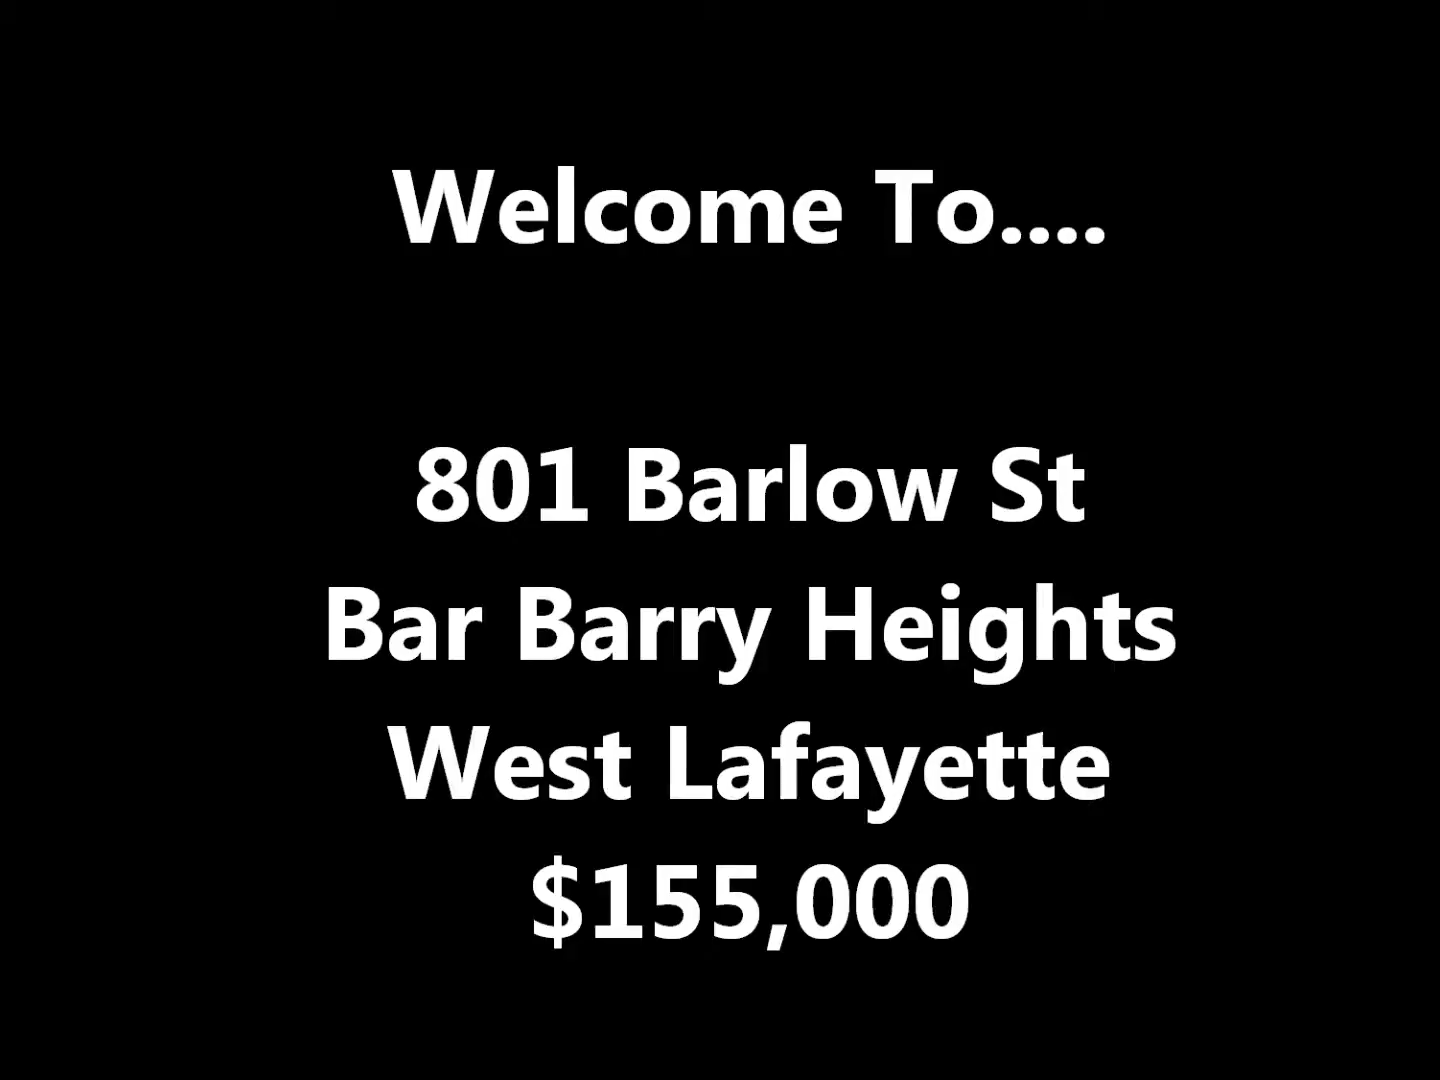 Welcome To....
801 Barlow St
Bar Barry Heights
West Lafayette
$155,000